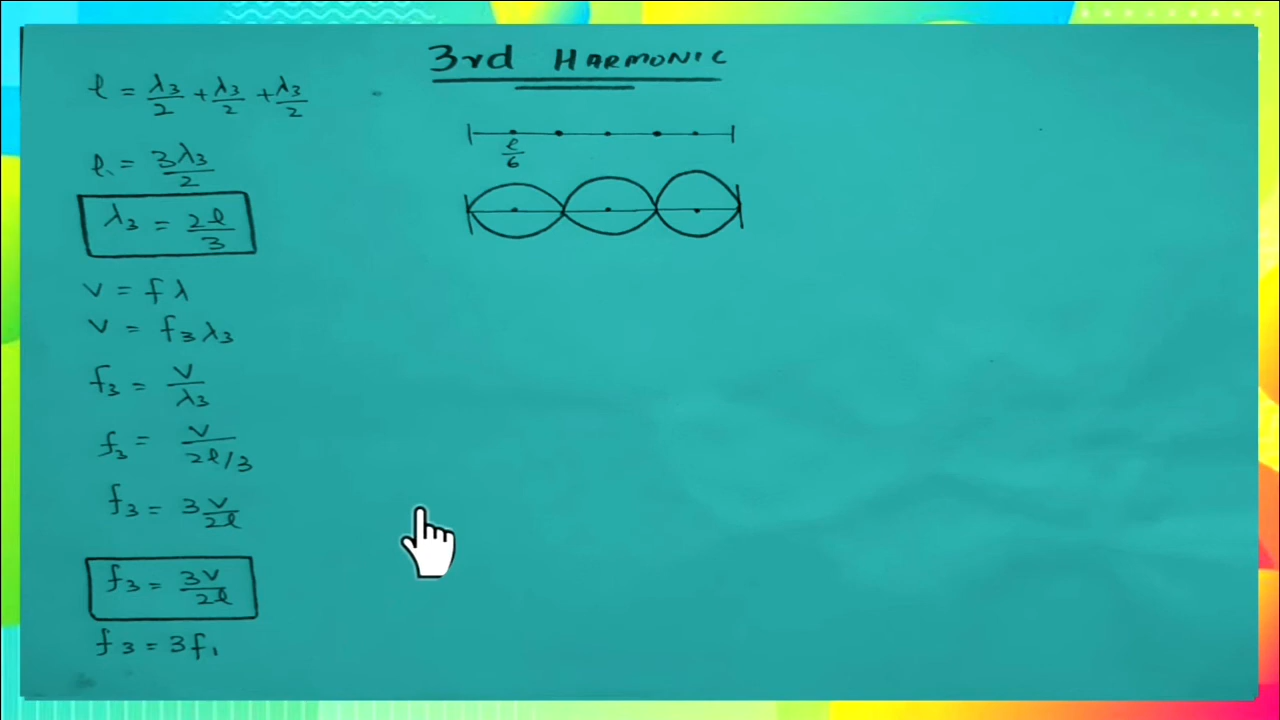 3rd HARMONIC
l = λ3/2 + λ3/2 + λ3/2
l = 3λ3/2
λ3 = 2l/3
v = fλ
v = f3λ3
f3 = v/λ3
f3 = v/2l/3
f3 = 3 v/2l
f3 = 3v/2l
f3 = 3f1
l/6